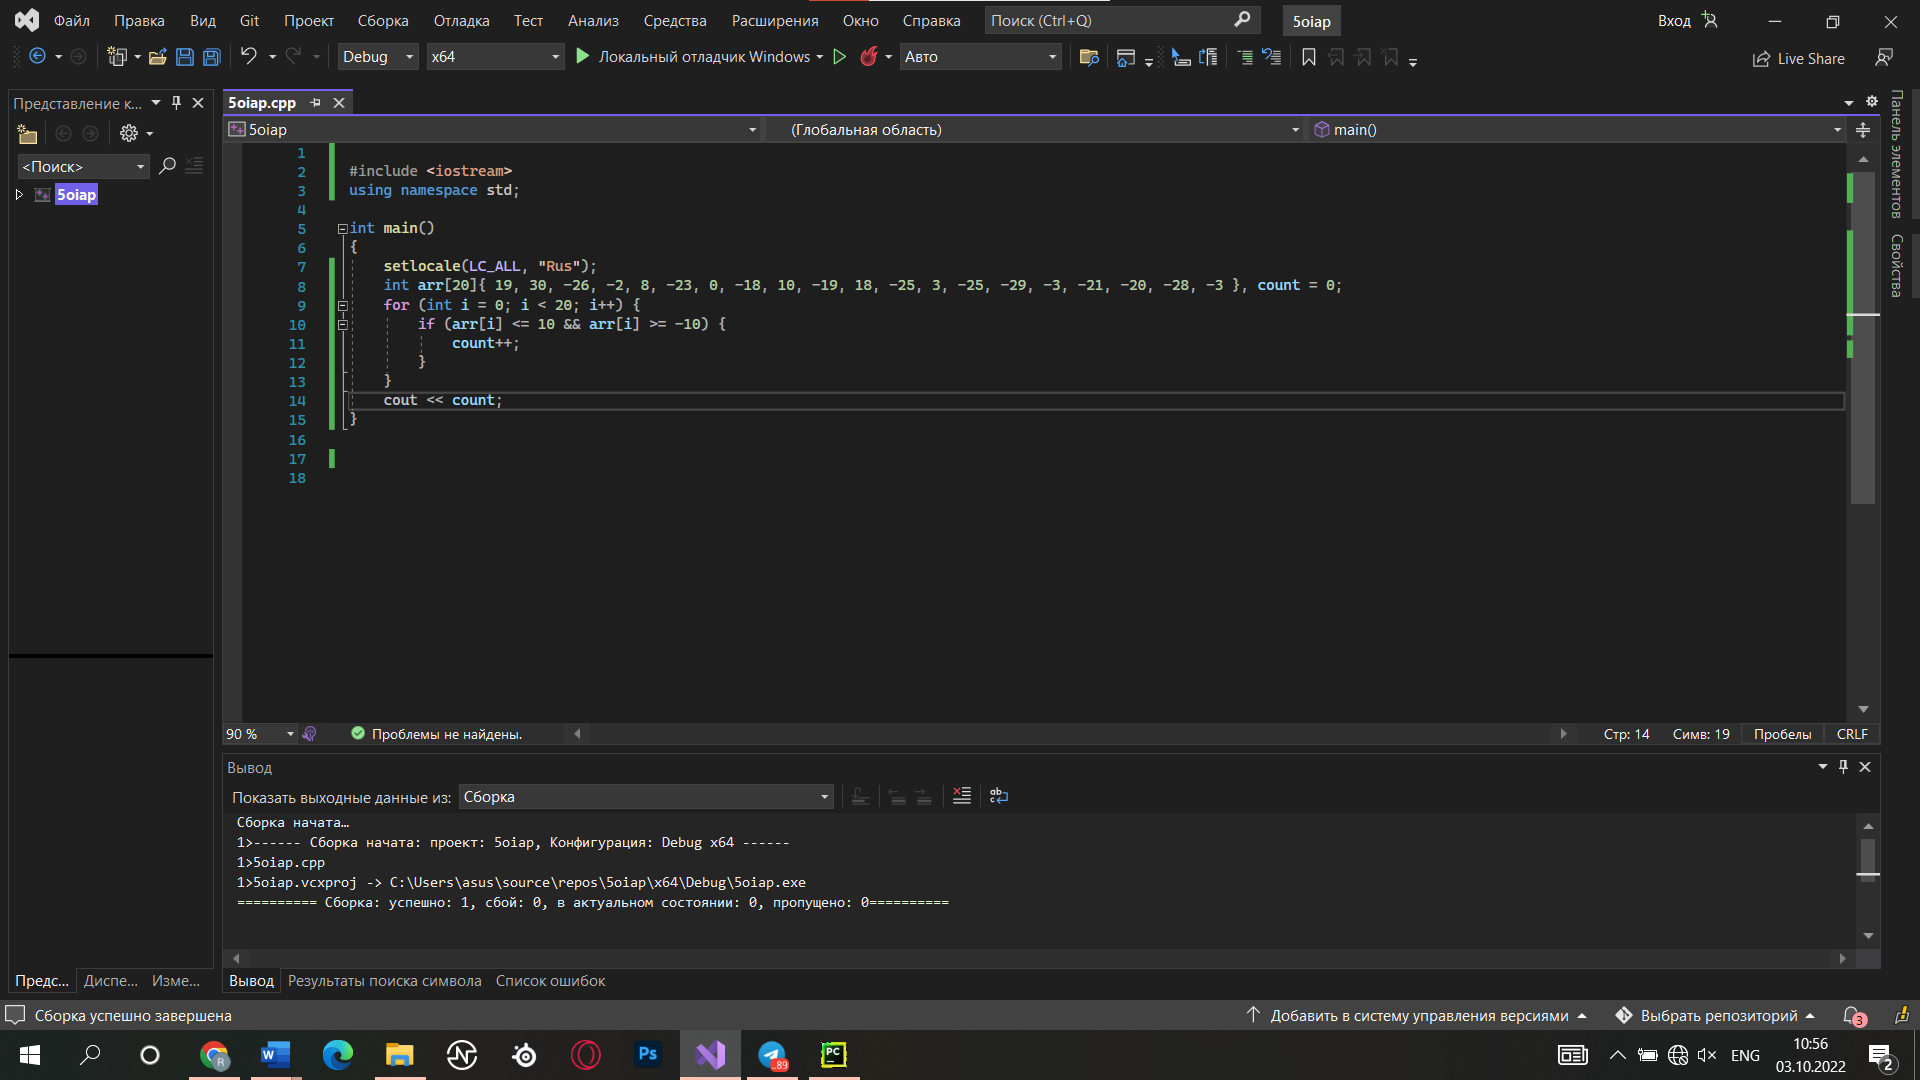 Файл Правка Вид Git Проект Сборка Отладка Тест Анализ Средства Расширения Окно Справка Поиск (Ctrl+Q) 5oiap Вход
Debug x64 Локальный отладчик Windows Авто Live Share
Представление к... 5oiap.cpp
5oiap (Глобальная область) main()
<Поиск>
5oiap
1
2 #include <iostream>
3 using namespace std;
4
5 int main()
6 {
7 setlocale(LC_ALL, "Rus");
8 int arr[20]{ 19, 30, -26, -2, 8, -23, 0, -18, 10, -19, 18, -25, 3, -25, -29, -3, -21, -20, -28, -3 }, count = 0;
9 for (int i = 0; i < 20; i++) {
10 if (arr[i] <= 10 && arr[i] >= -10) {
11 count++;
12 }
13 }
14 cout << count;
15 }
16
17
18
Панель элементов
Свойства
90 % Проблемы не найдены. Стр: 14 Симв: 19 Пробелы CRLF
Вывод
Показать выходные данные из: Сборка
Сборка начата…
1>------ Сборка начата: проект: 5oiap, Конфигурация: Debug x64 ------
1>5oiap.cpp
1>5oiap.vcxproj -> C:\Users\asus\source\repos\5oiap\x64\Debug\5oiap.exe
========== Сборка: успешно: 1, сбой: 0, в актуальном состоянии: 0, пропущено: 0==========
Предс... Диспе... Изме... Вывод Результаты поиска символа Список ошибок
Сборка успешно завершена Добавить в систему управления версиями Выбрать репозиторий 3
R W Ps ..89 PC ENG 10:56
03.10.2022 2